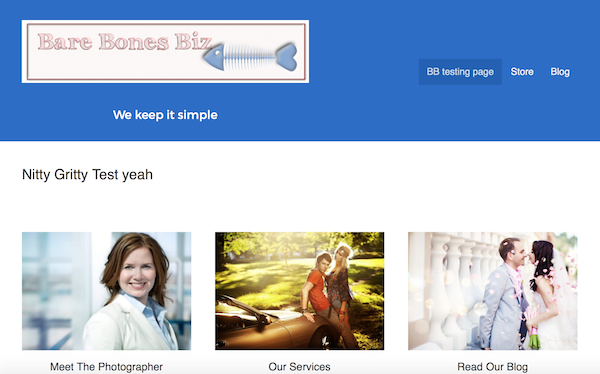 Bare Bones Biz
BB testing page
Store
Blog
We keep it simple
Nitty Gritty Test yeah
Meet The Photographer
Our Services
Read Our Blog